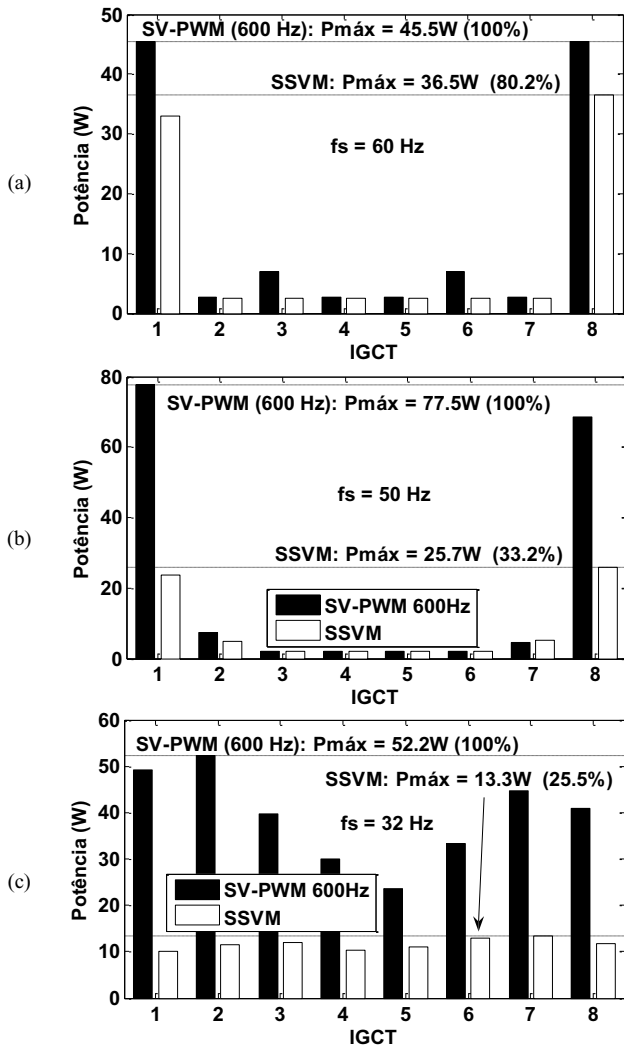 (a)
50
40
30
20
10
0
Potência (W)
SV-PWM (600 Hz): Pmáx = 45.5W (100%)
SSVM: Pmáx = 36.5W (80.2%)
fs = 60 Hz
1 2 3 4 5 6 7 8
IGCT
(b)
80
60
40
20
0
Potência (W)
SV-PWM (600 Hz): Pmáx = 77.5W (100%)
fs = 50 Hz
SSVM: Pmáx = 25.7W (33.2%)
SV-PWM 600Hz
SSVM
1 2 3 4 5 6 7 8
IGCT
(c)
60
50
40
30
20
10
0
Potência (W)
SV-PWM (600 Hz): Pmáx = 52.2W (100%)
SSVM: Pmáx = 13.3W (25.5%)
fs = 32 Hz
SV-PWM 600Hz
SSVM
1 2 3 4 5 6 7 8
IGCT